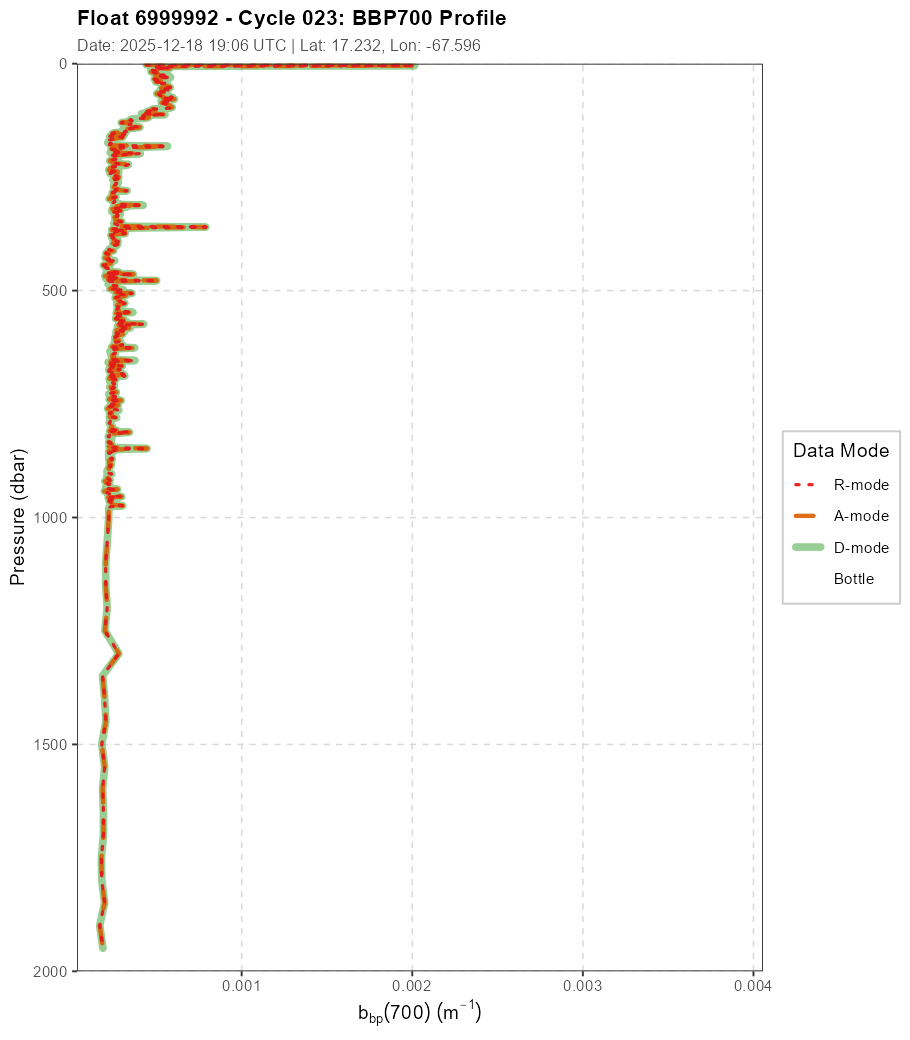 Float 6999992 - Cycle 023: BBP700 Profile
Date: 2025-12-18 19:06 UTC | Lat: 17.232, Lon: -67.596
0
500
1000
1500
2000
Pressure (dbar)
0.001 0.002 0.003 0.004
b_bp(700) (m⁻¹)
Data Mode
R-mode
A-mode
D-mode
Bottle